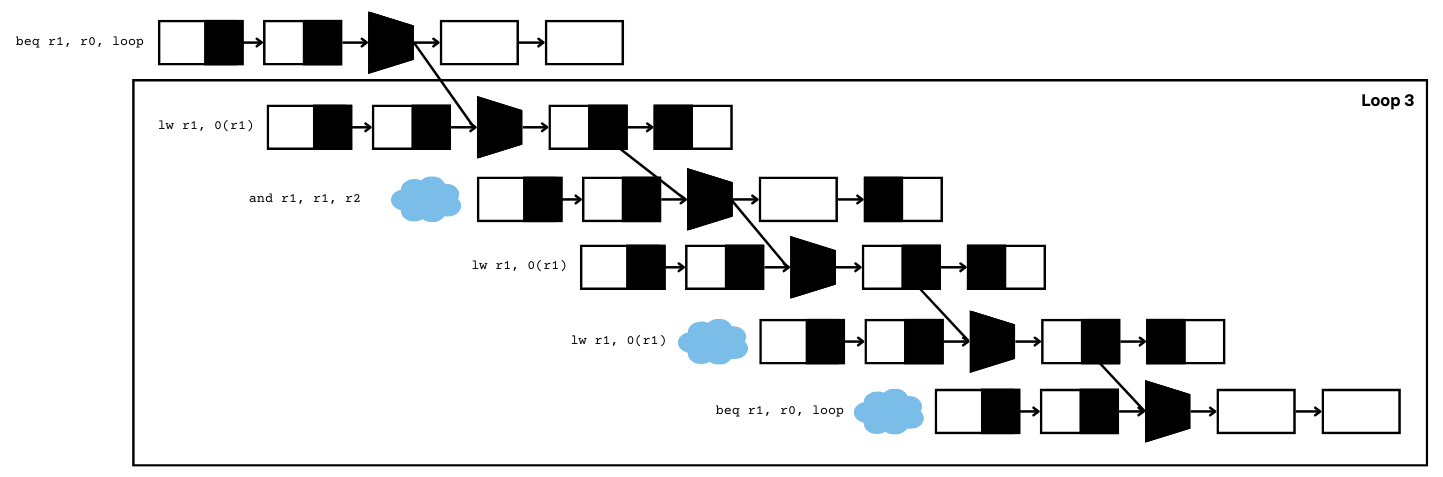 beq r1, r0, loop
Loop 3
lw r1, 0(r1)
and r1, r1, r2
lw r1, 0(r1)
lw r1, 0(r1)
beq r1, r0, loop